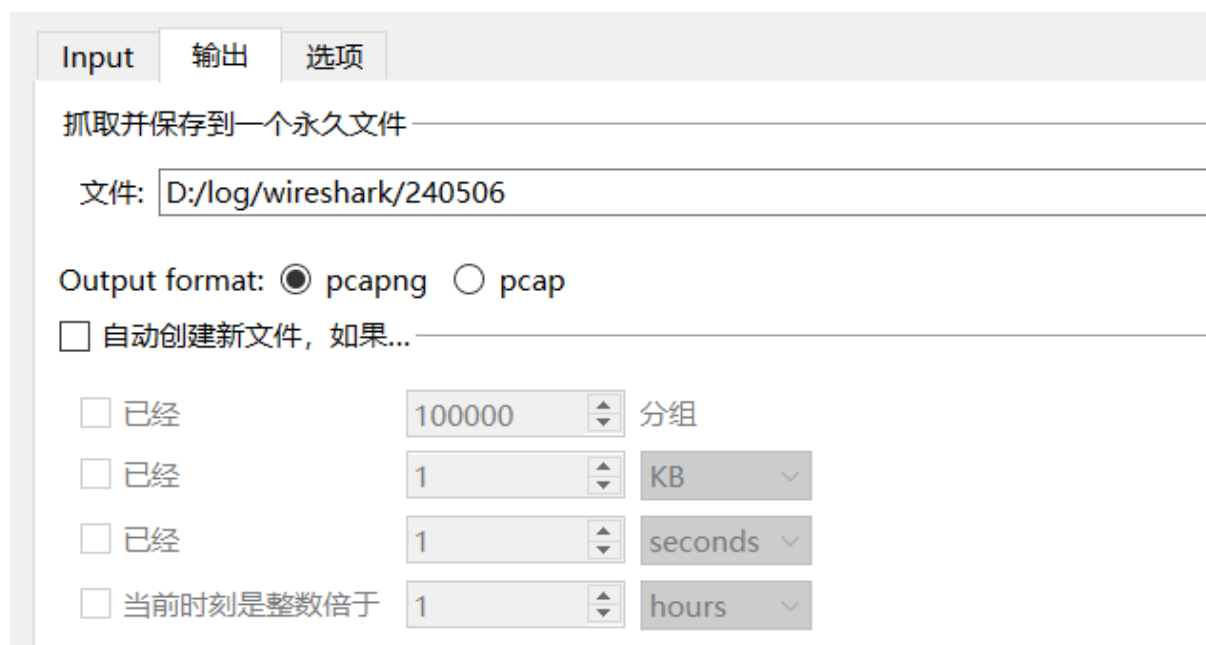 Input 输出 选项
抓取并保存到一个永久文件
文件: D:/log/wireshark/240506
Output format: pcapng pcap
自动创建新文件，如果...
已经 100000 分组
已经 1 KB
已经 1 seconds
当前时刻是整数倍于 1 hours